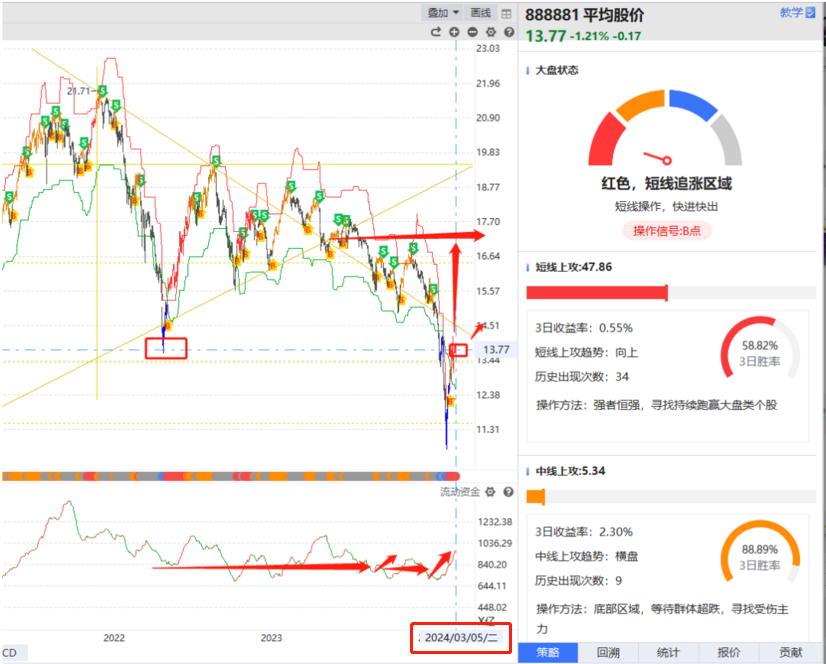 叠加 画线
21.71
23.03
21.96
20.90
19.83
18.77
17.70
16.64
15.57
14.51
13.77
13.44
12.38
11.31
流动资金
1232.38
1036.29
840.20
644.11
448.02
X亿
2022 2023 2024/03/05/二
CD
888881 平均股价 教学
13.77 -1.21% -0.17
大盘状态
红色，短线追涨区域
短线操作，快进快出
操作信号:B点
短线上攻:47.86
3日收益率：0.55%
短线上攻趋势：向上
历史出现次数：34
58.82%
3日胜率
操作方法：强者恒强，寻找持续跑赢大盘类个股
中线上攻:5.34
3日收益率：2.30%
中线上攻趋势：横盘
历史出现次数：9
88.89%
3日胜率
操作方法：底部区域，等待群体超跌，寻找受伤主
力
策略 回溯 统计 报价 贡献